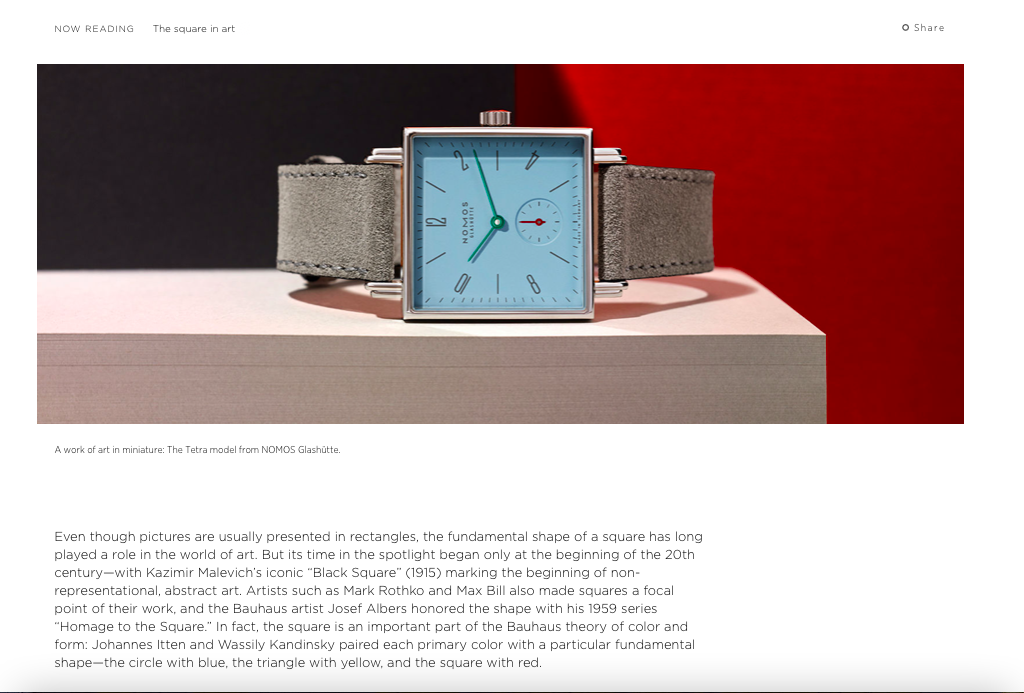 NOW READING The square in art
Share
2
4
12
NOMOS
GLASHÜTTE
10
8
A work of art in miniature: The Tetra model from NOMOS Glashütte.
Even though pictures are usually presented in rectangles, the fundamental shape of a square has long
played a role in the world of art. But its time in the spotlight began only at the beginning of the 20th
century—with Kazimir Malevich’s iconic “Black Square” (1915) marking the beginning of non-
representational, abstract art. Artists such as Mark Rothko and Max Bill also made squares a focal
point of their work, and the Bauhaus artist Josef Albers honored the shape with his 1959 series
“Homage to the Square.” In fact, the square is an important part of the Bauhaus theory of color and
form: Johannes Itten and Wassily Kandinsky paired each primary color with a particular fundamental
shape—the circle with blue, the triangle with yellow, and the square with red.